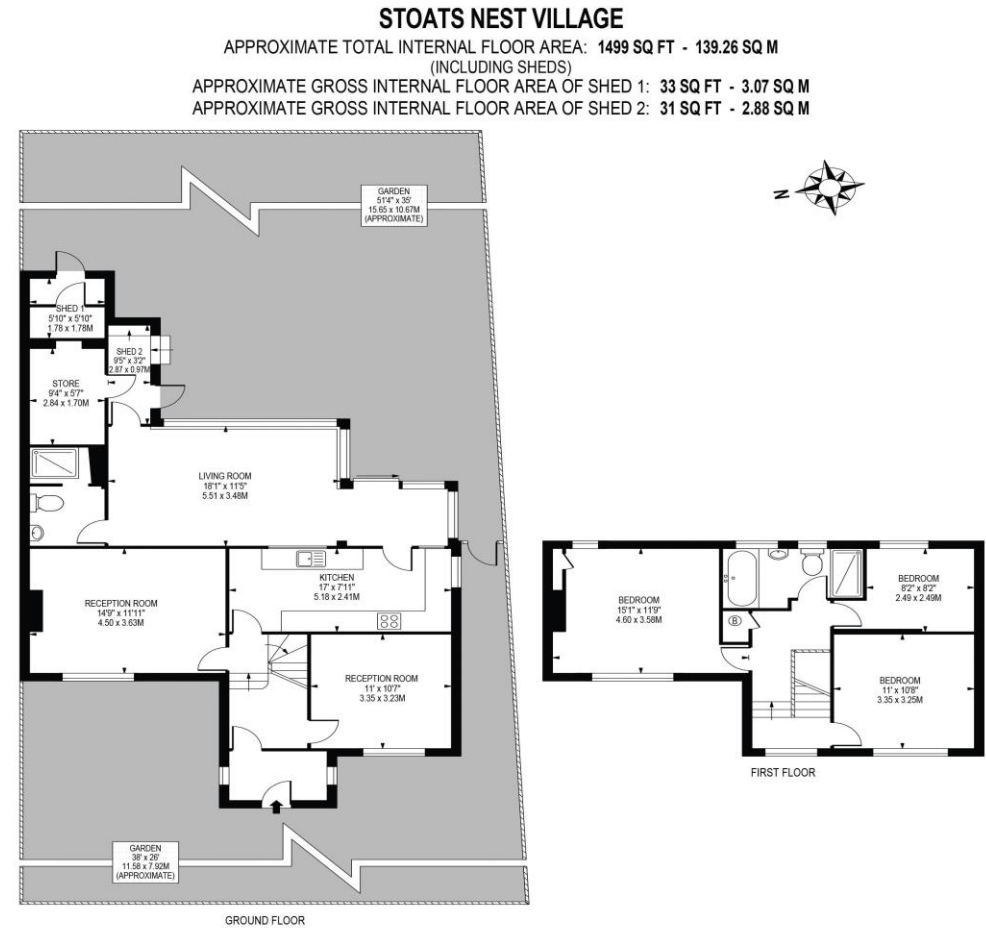 STOATS NEST VILLAGE
APPROXIMATE TOTAL INTERNAL FLOOR AREA: 1499 SQ FT - 139.26 SQ M
(INCLUDING SHEDS)
APPROXIMATE GROSS INTERNAL FLOOR AREA OF SHED 1: 33 SQ FT - 3.07 SQ M
APPROXIMATE GROSS INTERNAL FLOOR AREA OF SHED 2: 31 SQ FT - 2.88 SQ M
N
GARDEN
51'4" x 35'
15.65 x 10.67M
(APPROXIMATE)
SHED 1
5'10" x 5'10"
1.78 x 1.78M
SHED 2
9'5" x 3'2"
2.87 x 0.97M
STORE
9'4" x 5'7"
2.84 x 1.70M
LIVING ROOM
18'1" x 11'5"
5.51 x 3.48M
KITCHEN
17' x 7'11"
5.18 x 2.41M
RECEPTION ROOM
14'9" x 11'11"
4.50 x 3.63M
RECEPTION ROOM
11' x 10'7"
3.35 x 3.23M
GARDEN
38' x 26'
11.58 x 7.92M
(APPROXIMATE)
GROUND FLOOR
BEDROOM
15'1" x 11'9"
4.60 x 3.58M
B
BEDROOM
8'2" x 8'2"
2.49 x 2.49M
BEDROOM
11' x 10'8"
3.35 x 3.25M
FIRST FLOOR